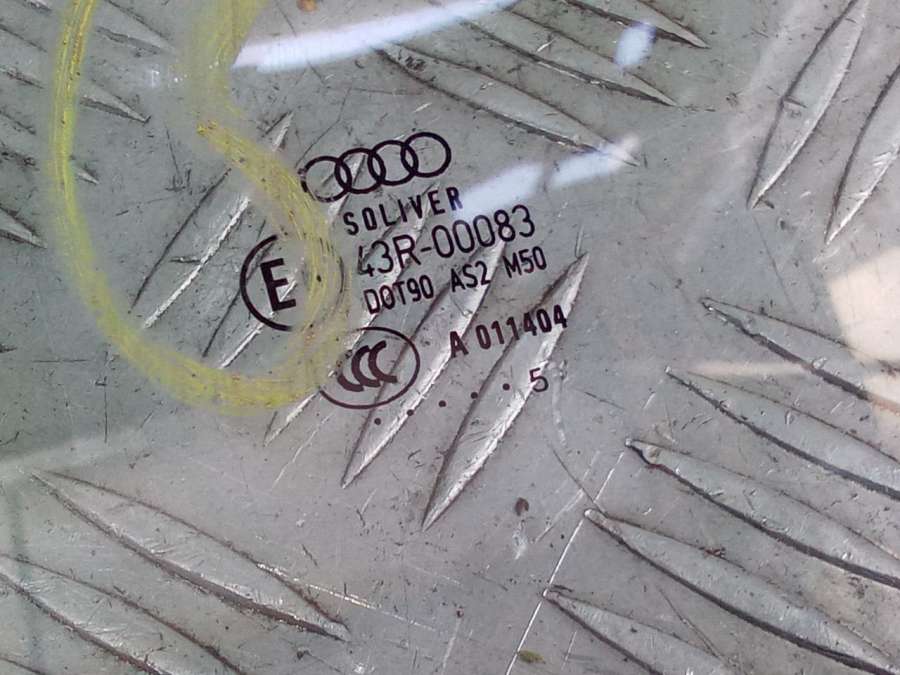 SOLIVER
E
43R-00083
DOT90 AS2 M50
CCC
A 011404
. . . . . 5